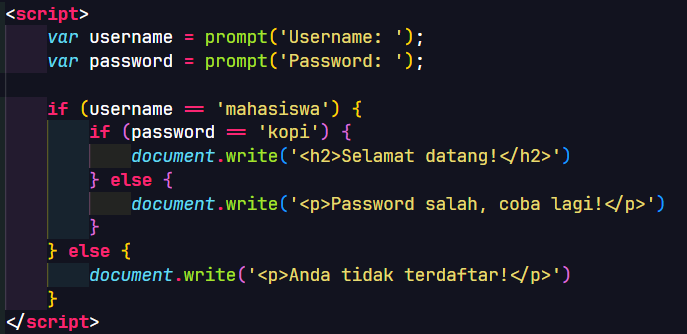 <script>
var username = prompt('Username: ');
var password = prompt('Password: ');
if (username == 'mahasiswa') {
if (password == 'kopi') {
document.write('<h2>Selamat datang!</h2>')
} else {
document.write('<p>Password salah, coba lagi!</p>')
}
} else {
document.write('<p>Anda tidak terdaftar!</p>')
}
</script>